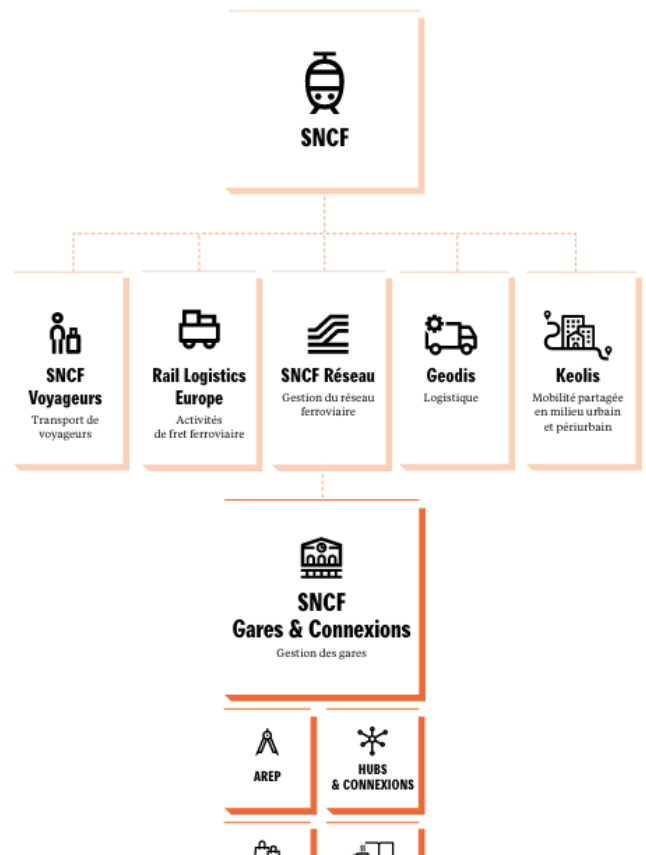 SNCF
SNCF
Voyageurs
Transport de
voyageurs
Rail Logistics
Europe
Activités
de fret ferroviaire
SNCF Réseau
Gestion du réseau
ferroviaire
Geodis
Logistique
Keolis
Mobilité partagée
en milieu urbain
et périurbain
SNCF
Gares & Connexions
Gestion des gares
AREP
HUBS
& CONNEXIONS